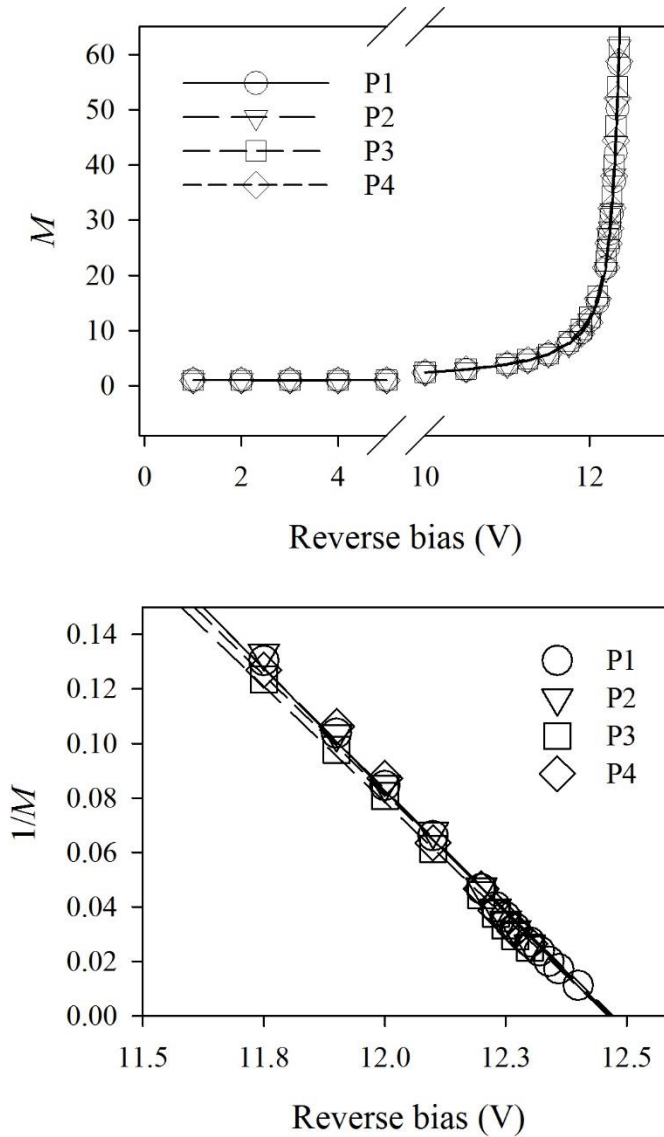 60
50
40
30
20
10
0
M
P1
P2
P3
P4
0 2 4 10 12
Reverse bias (V)
0.14
0.12
0.10
0.08
0.06
0.04
0.02
0.00
1/M
P1
P2
P3
P4
11.5 11.8 12.0 12.3 12.5
Reverse bias (V)